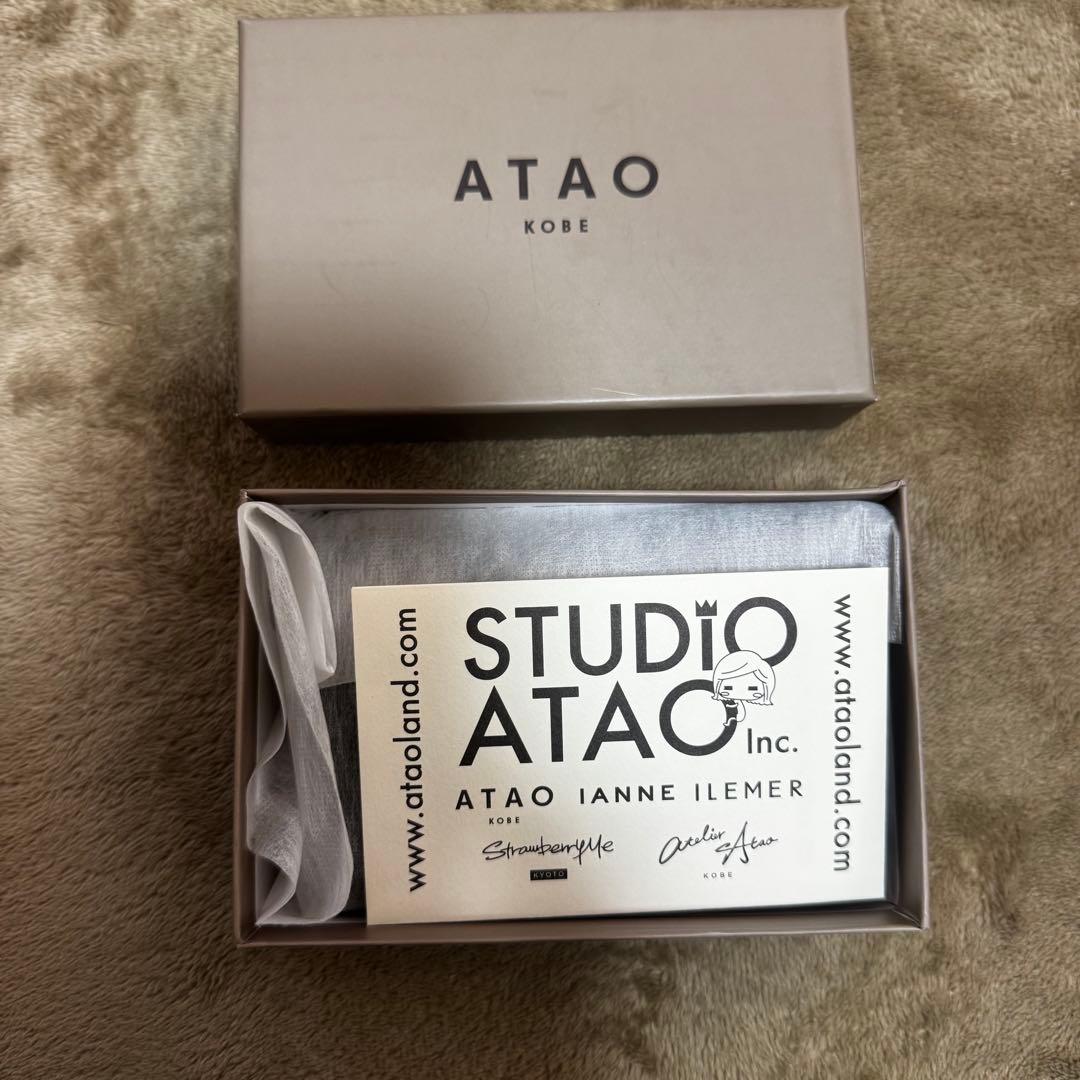 ATAO
KOBE
www.ataoland.com
STUDIO
ATAO
Inc.
ATAO IANNE ILEMER
KOBE
StrawberryMe
KYOTO
atelier Atao
KOBE
www.ataoland.com